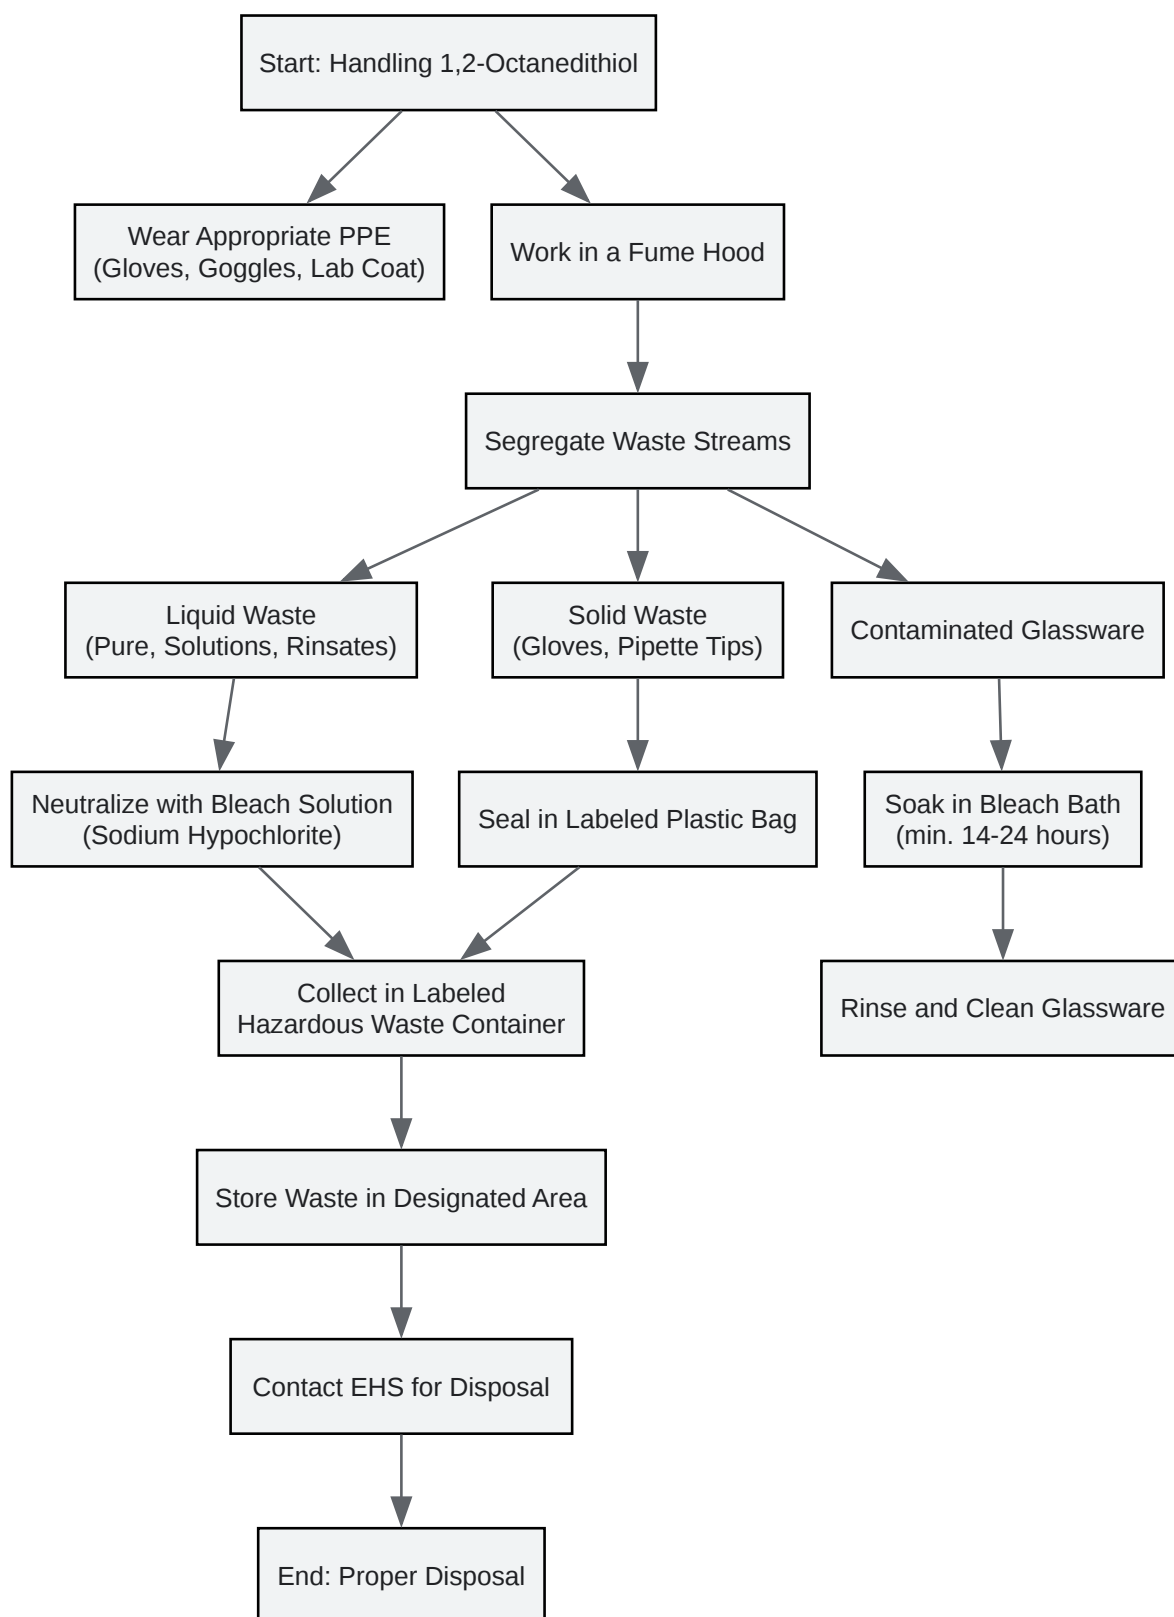 Start: Handling 1,2-Octanedithiol
Wear Appropriate PPE
(Gloves, Goggles, Lab Coat)
Work in a Fume Hood
Segregate Waste Streams
Liquid Waste
(Pure, Solutions, Rinsates)
Solid Waste
(Gloves, Pipette Tips)
Contaminated Glassware
Neutralize with Bleach Solution
(Sodium Hypochlorite)
Seal in Labeled Plastic Bag
Soak in Bleach Bath
(min. 14-24 hours)
Collect in Labeled
Hazardous Waste Container
Rinse and Clean Glassware
Store Waste in Designated Area
Contact EHS for Disposal
End: Proper Disposal